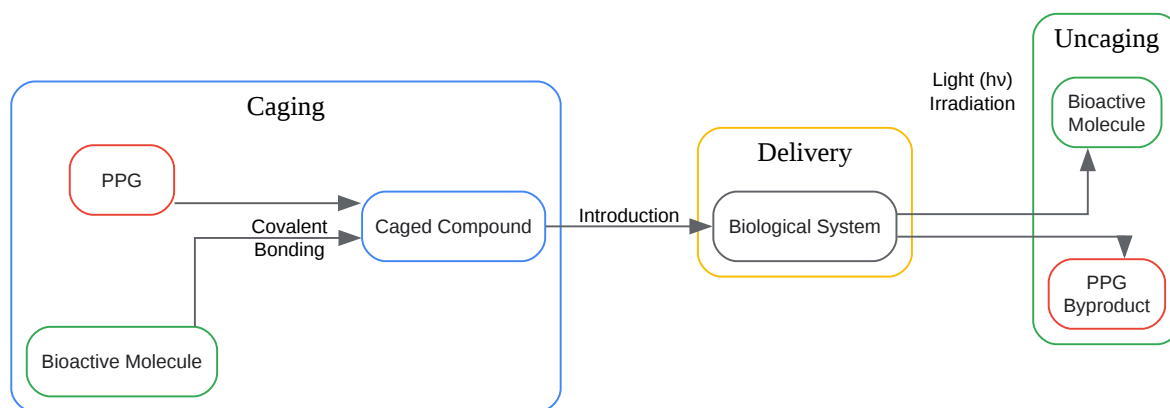 Caging
PPG
Covalent
Bonding
Bioactive Molecule
Caged Compound
Introduction
Delivery
Biological System
Light (hν)
Irradiation
Uncaging
Bioactive
Molecule
PPG
Byproduct